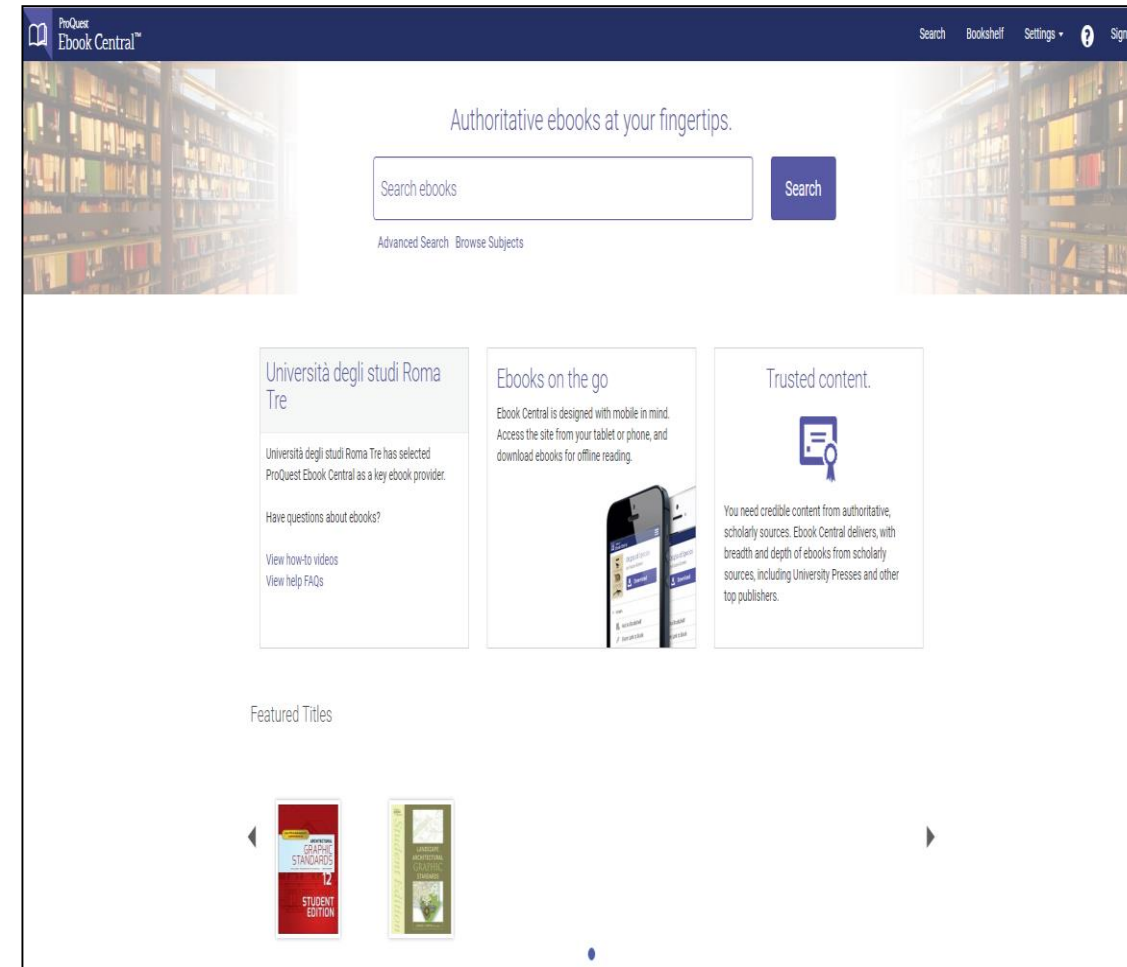 ProQuest
Ebook Central™
Search Bookshelf Settings ? Sign
Authoritative ebooks at your fingertips.
Search ebooks
Search
Advanced Search Browse Subjects
Università degli studi Roma
Tre
Università degli studi Roma Tre has selected
ProQuest Ebook Central as a key ebook provider.
Have questions about ebooks?
View how-to videos
View help FAQs
Ebooks on the go
Ebook Central is designed with mobile in mind.
Access the site from your tablet or phone, and
download ebooks for offline reading.
Trusted content.
You need credible content from authoritative,
scholarly sources. Ebook Central delivers, with
breadth and depth of ebooks from scholarly
sources, including University Presses and other
top publishers.
Featured Titles
ARCHITECTURAL
GRAPHIC
STANDARDS
12
STUDENT
EDITION
Student Edition
LANDSCAPE
ARCHITECTURAL
GRAPHIC
STANDARDS